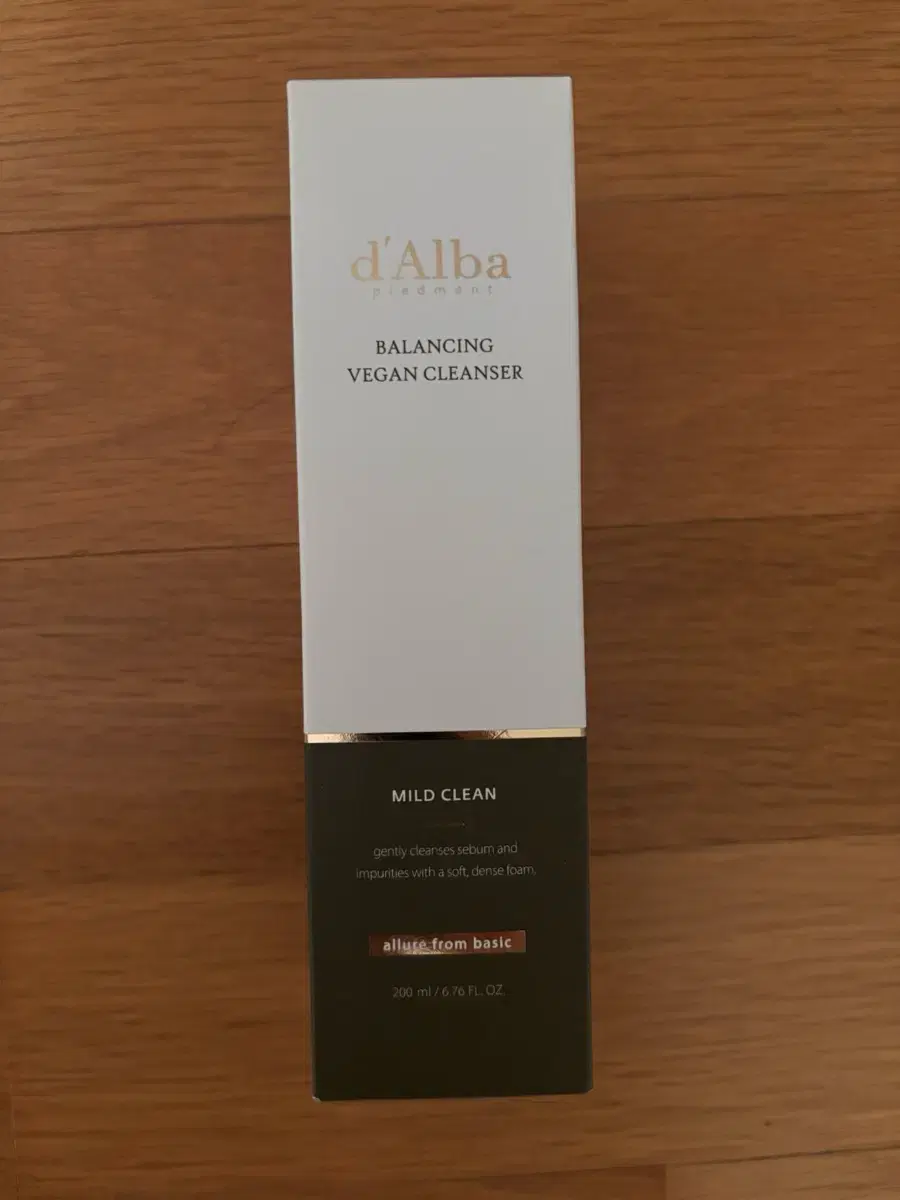 d'Alba
piedmont
BALANCING
VEGAN CLEANSER
MILD CLEAN
gently cleanses sebum and
impurities with a soft, dense foam.
allure from basic
200 ml / 6.76 FL. OZ.